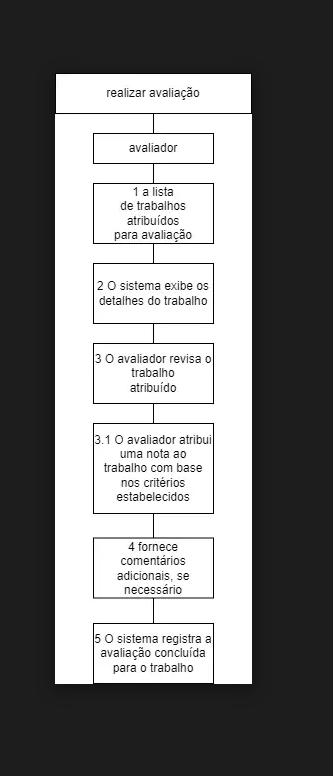 realizar avaliação
avaliador
1 a lista
de trabalhos
atribuídos
para avaliação
2 O sistema exibe os
detalhes do trabalho
3 O avaliador revisa o
trabalho
atribuído
3.1 O avaliador atribui
uma nota ao
trabalho com base
nos critérios
estabelecidos
4 fornece
comentários
adicionais, se
necessário
5 O sistema registra a
avaliação concluída
para o trabalho